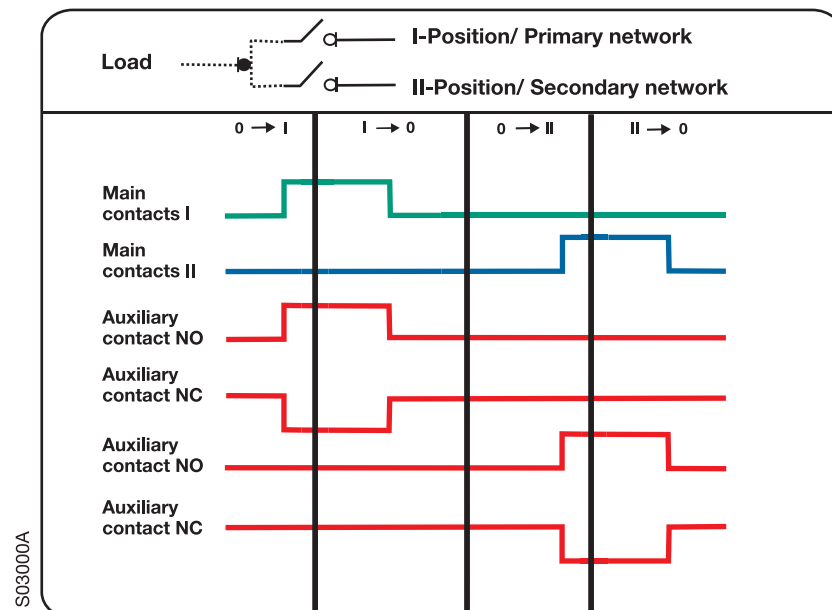 Load
I-Position/ Primary network
II-Position/ Secondary network
0 → I
I → 0
0 → II
II → 0
Main
contacts I
Main
contacts II
Auxiliary
contact NO
Auxiliary
contact NC
Auxiliary
contact NO
Auxiliary
contact NC
S03000A